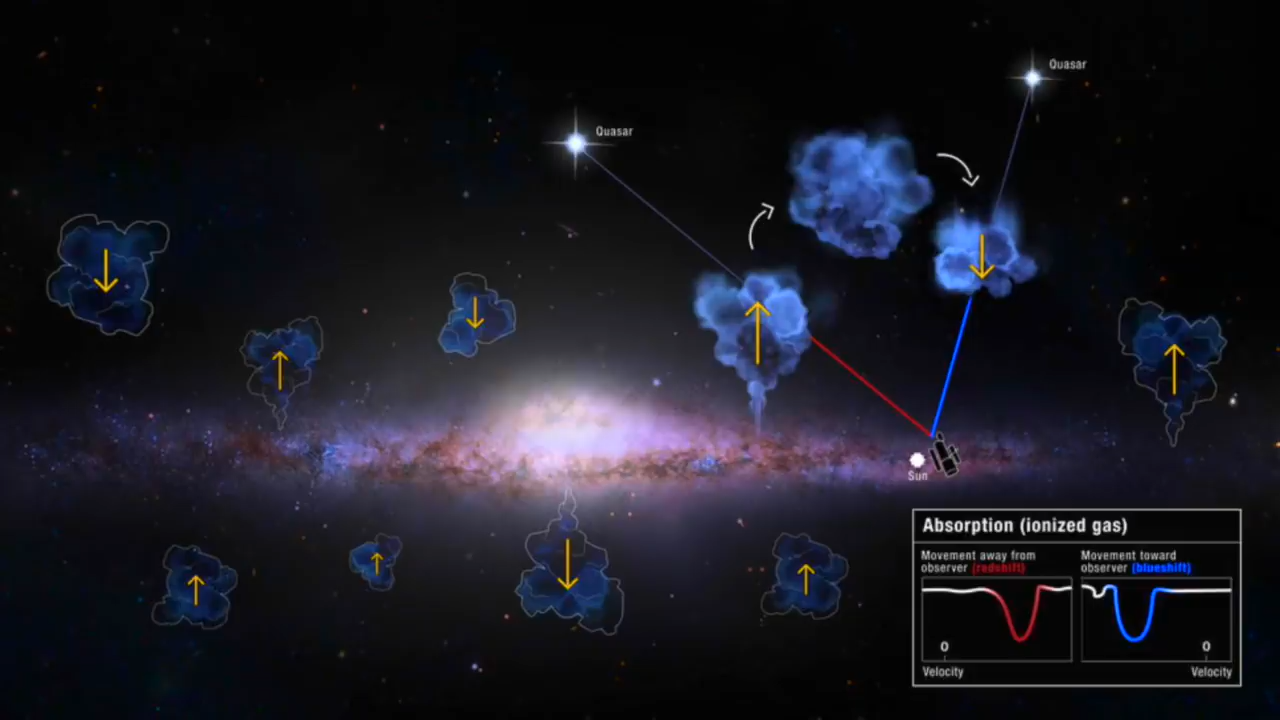 Quasar
Quasar
Sun
Absorption (ionized gas)
Movement away from
observer (redshift)
0
Velocity
Movement toward
observer (blueshift)
0
Velocity